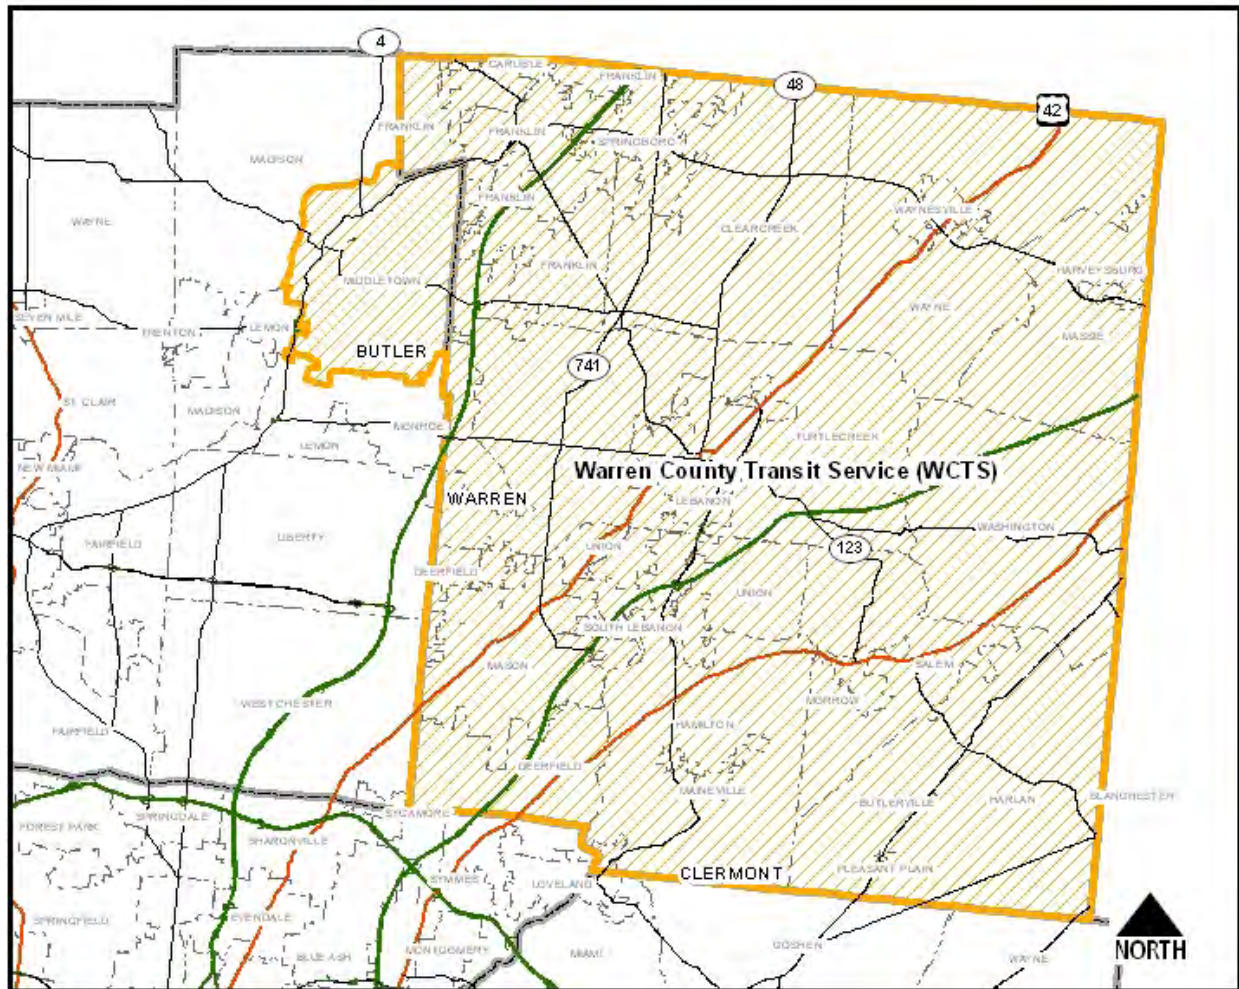 4
CARLISLE
FRANKLIN
48
42
FRANKLIN
FRANKLIN
SPRINGBORO
MADISON
FRANKLIN
WAYNE
WAYNESVILLE
CLEARCREEK
FRANKLIN
HARVEYSBURG
MIDDLETOWN
WAYNE
SEVEN MILE
TRENTON
LEMON
MASSIE
BUTLER
741
ST. CLAIR
MADISON
MONROE
LEMON
TURTLECREEK
NEW MIAMI
Warren County Transit Service (WCTS)
WARREN
LEBANON
WASHINGTON
LIBERTY
FAIRFIELD
UNION
123
DEERFIELD
UNION
SOUTH LEBANON
MASON
SALEM
WEST CHESTER
MORROW
HAMILTON
FAIRFIELD
DEERFIELD
MAINEVILLE
BUTLERVILLE
HARLAN
BLANCHESTER
SYCAMORE
SPRINGDALE
FOREST PARK
SHARONVILLE
CLERMONT
PLEASANT PLAIN
SYMMES
LOVELAND
SPRINGFIELD
EVENDALE
MONTGOMERY
BLUE ASH
MIAMI
GOSHEN
WAYNE
NORTH